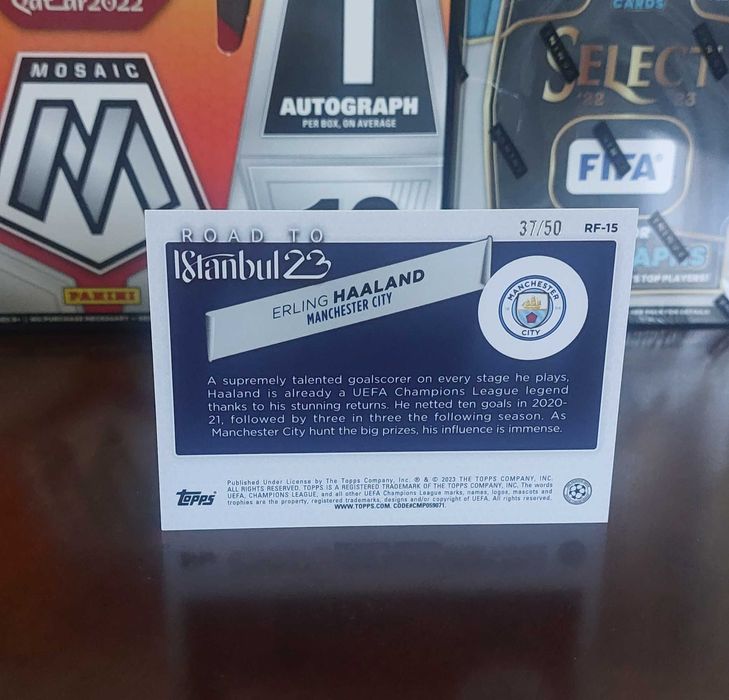 Qatar2022
MOSAIC
M
PANINI
AUTOGRAPH
PER BOX, ON AVERAGE
CARDS
SELECT
'22 23
FIFA
STOP PLAYERS!
ROAD TO
IStanbul 23
37/50 RF-15
ERLING HAALAND
MANCHESTER CITY
MANCHESTER
CITY
A supremely talented goalscorer on every stage he plays,
Haaland is already a UEFA Champions League legend
thanks to his stunning returns. He netted ten goals in 2020-
21, followed by three in three the following season. As
Manchester City hunt the big prizes, his influence is immense.
topps
Published Under License by The Topps Company, Inc. ® & © 2023 THE TOPPS COMPANY, INC.
ALL RIGHTS RESERVED. TOPPS IS A REGISTERED TRADEMARK OF THE TOPPS COMPANY, INC. The words
UEFA, CHAMPIONS LEAGUE, and all other UEFA Champions League marks, names, logos, mascots and
trophies are the property, registered trademarks, designs and/or copyright of UEFA. All rights reserved.
WWW.TOPPS.COM. CODE#CMP059071.